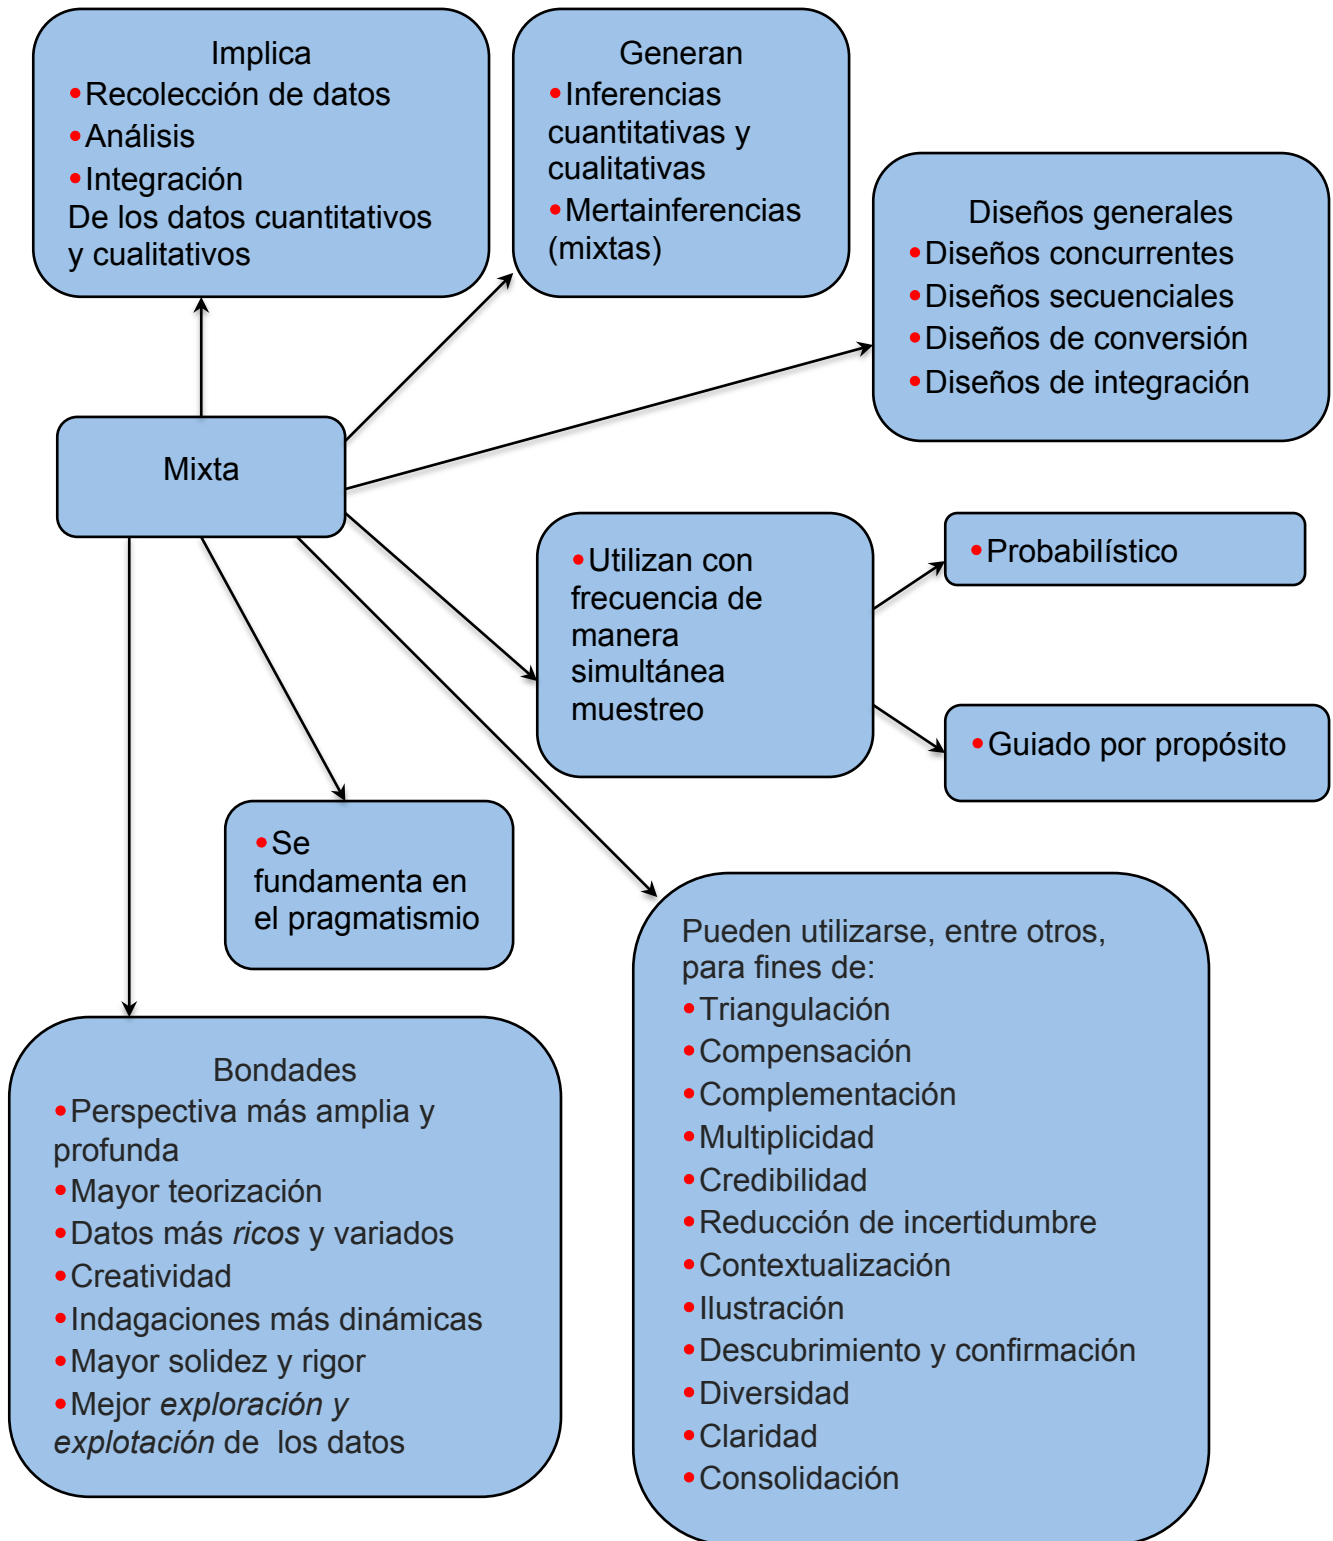 Implica
•Recolección de datos
•Análisis
•Integración
De los datos cuantitativos
y cualitativos
Generan
•Inferencias
cuantitativas y
cualitativas
•Mertainferencias
(mixtas)
Diseños generales
•Diseños concurrentes
•Diseños secuenciales
•Diseños de conversión
•Diseños de integración
Mixta
•Utilizan con
frecuencia de
manera
simultánea
muestreo
•Probabilístico
•Guiado por propósito
•Se
fundamenta en
el pragmatismio
Pueden utilizarse, entre otros,
para fines de:
•Triangulación
•Compensación
•Complementación
•Multiplicidad
•Credibilidad
•Reducción de incertidumbre
•Contextualización
•Ilustración
•Descubrimiento y confirmación
•Diversidad
•Claridad
•Consolidación
Bondades
•Perspectiva más amplia y
profunda
•Mayor teorización
•Datos más ricos y variados
•Creatividad
•Indagaciones más dinámicas
•Mayor solidez y rigor
•Mejor exploración y
explotación de  los datos